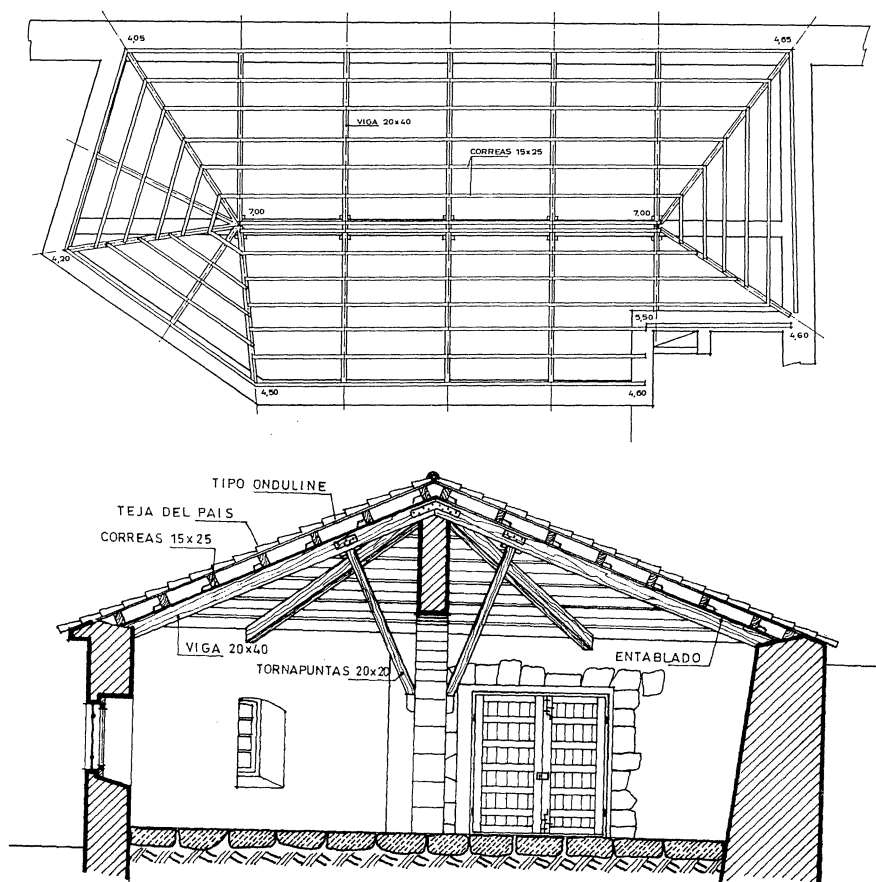 4,05
4,65
VIGA 20x40
CORREAS 15x25
7,00
7,00
4,20
5,50
4,60
4,50
4,60
TIPO ONDULINE
TEJA DEL PAIS
CORREAS 15x25
VIGA 20x40
ENTABLADO
TORNAPUNTAS 20x20